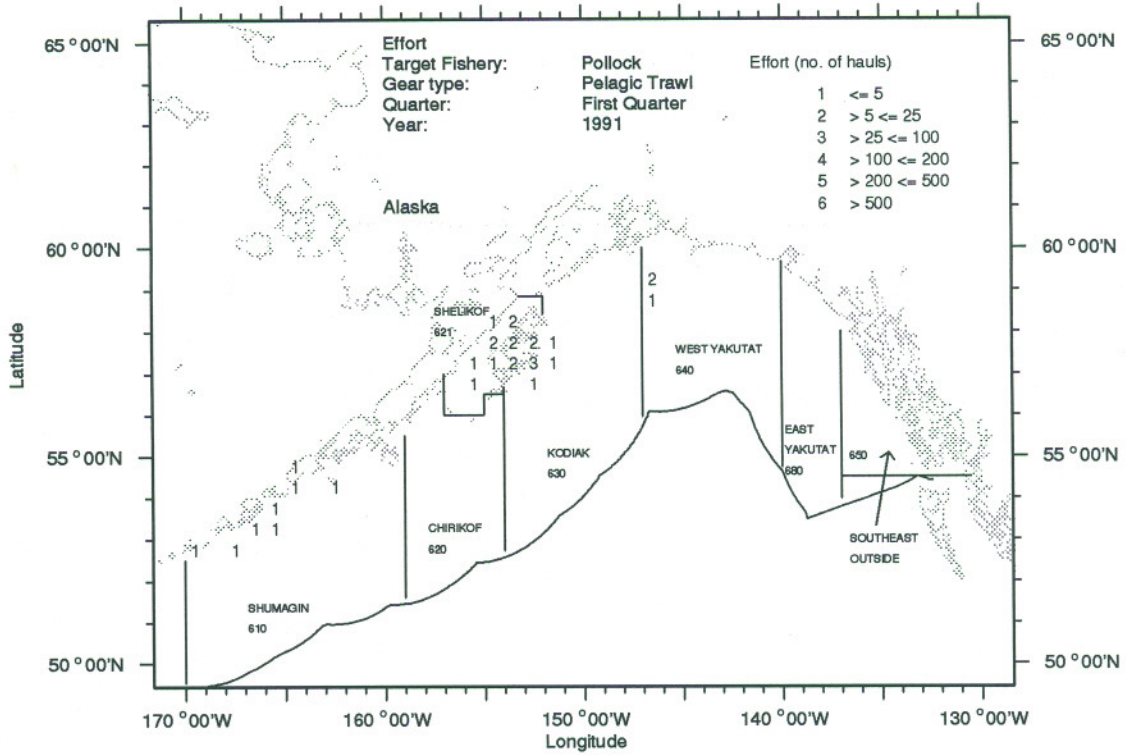 65 °00'N
60 °00'N
55 °00'N
50 °00'N
Latitude
Effort
Target Fishery: Pollock
Gear type: Pelagic Trawl
Quarter: First Quarter
Year: 1991
Effort (no. of hauls)
1 <= 5
2 > 5 <= 25
3 > 25 <= 100
4 > 100 <= 200
5 > 200 <= 500
6 > 500
65 °00'N
60 °00'N
55 °00'N
50 °00'N
Alaska
2
1
SHELIKOF
621
1 2
2 2 2 1
1 1 2 3 1
1 1
WEST YAKUTAT
640
EAST
YAKUTAT
680
650
KODIAK
630
1
1 1
1
1 1
1 1
CHIRIKOF
620
SOUTHEAST
OUTSIDE
SHUMAGIN
610
170 °00'W 160 °00'W 150 °00'W 140 °00'W 130 °00'W
Longitude